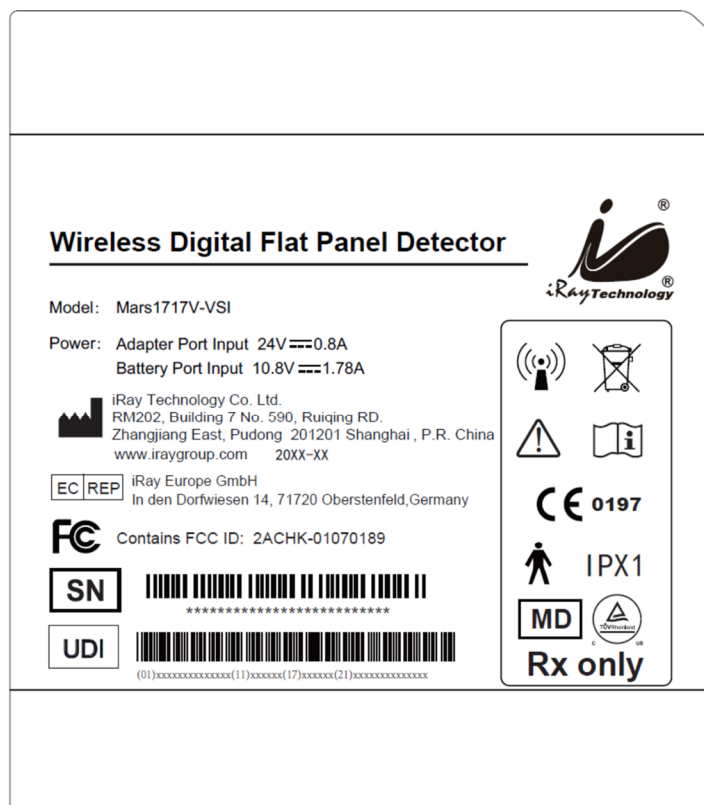 ®
Wireless Digital Flat Panel Detector
iRayTechnology ®
Model: Mars1717V-VSI
Power: Adapter Port Input 24V 0.8A
Battery Port Input 10.8V 1.78A
iRay Technology Co. Ltd.
RM202, Building 7 No. 590, Ruiqing RD.
Zhangjiang East, Pudong 201201 Shanghai , P.R. China
www.iraygroup.com 20XX-XX
EC REP
iRay Europe GmbH
In den Dorfwiesen 14, 71720 Oberstenfeld,Germany
FC Contains FCC ID: 2ACHK-01070189
SN
**************************
UDI
(01)xxxxxxxxxxxxxx(11)xxxxxx(17)xxxxxx(21)xxxxxxxxxxxxxx
i
CE 0197
IPX1
MD
TÜVRheinland
C US
Rx only